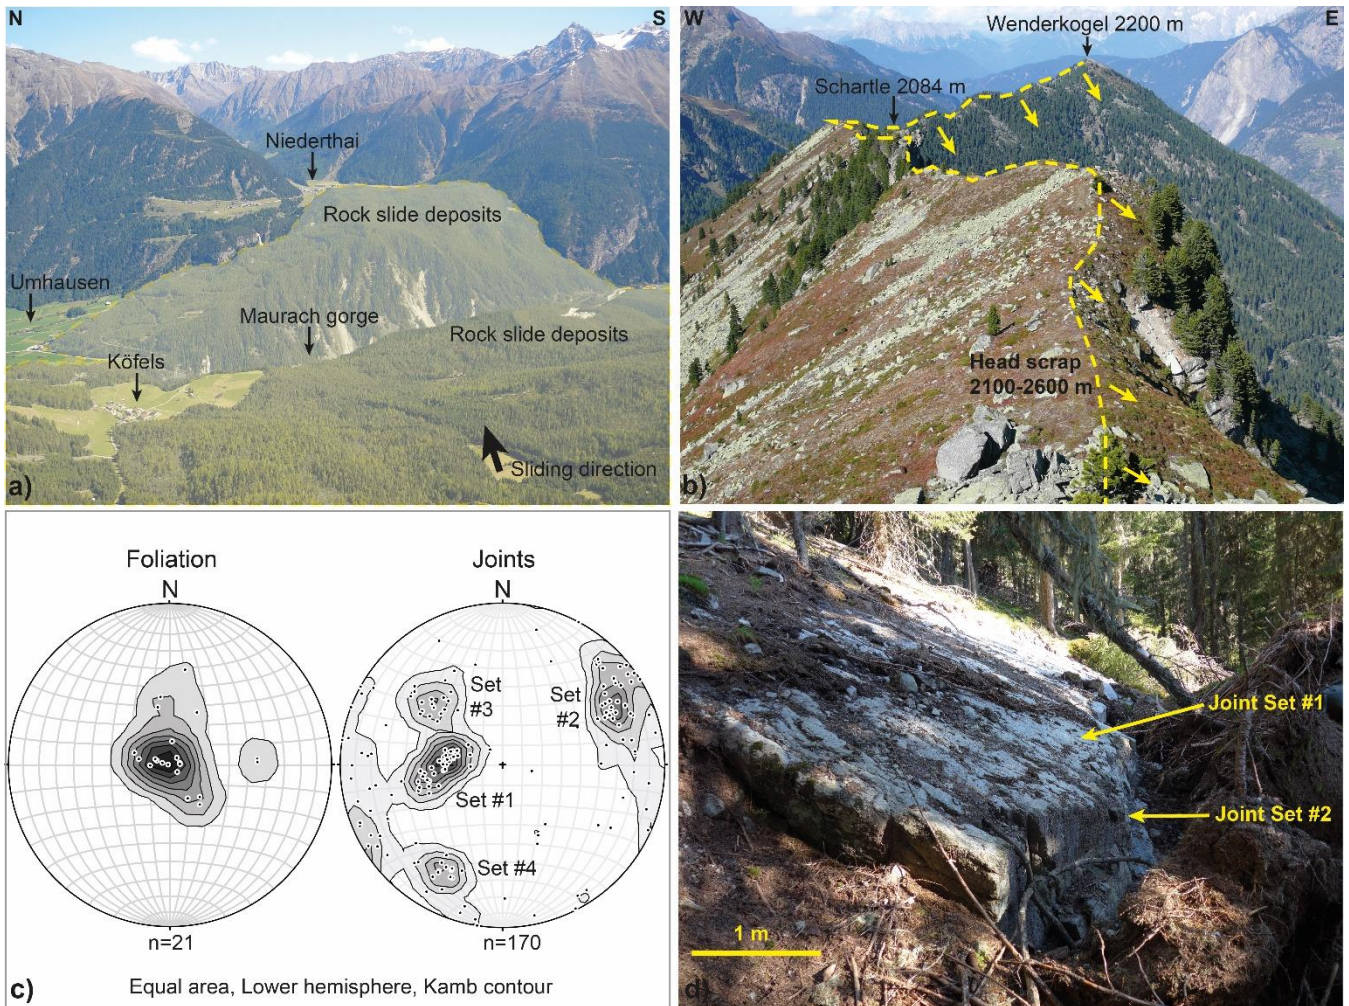 N
S
Niederthai
Rock slide deposits
Umhausen
Maurach gorge
Rock slide deposits
Köfels
Sliding direction
a)
W
E
Wenderkogel 2200 m
Schartle 2084 m
Head scrap
2100-2600 m
b)
Foliation
N
n=21
Joints
N
Set
#3
Set
#2
Set #1
Set #4
n=170
c)
Equal area, Lower hemisphere, Kamb contour
Joint Set #1
Joint Set #2
1 m
d)